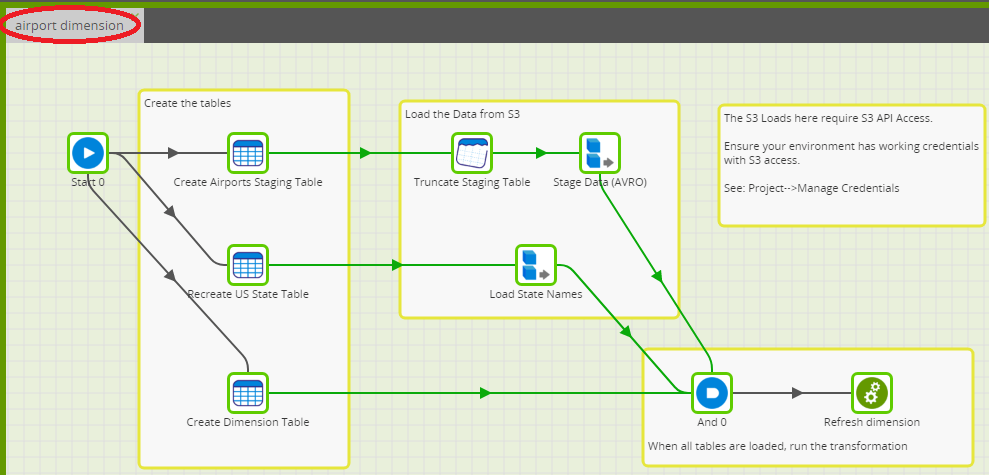 airport dimension
Create the tables
Load the Data from S3
The S3 Loads here require S3 API Access.
Ensure your environment has working credentials
with S3 access.
See: Project-->Manage Credentials
Start 0
Create Airports Staging Table
Truncate Staging Table
Stage Data (AVRO)
Recreate US State Table
Load State Names
Create Dimension Table
And 0
Refresh dimension
When all tables are loaded, run the transformation